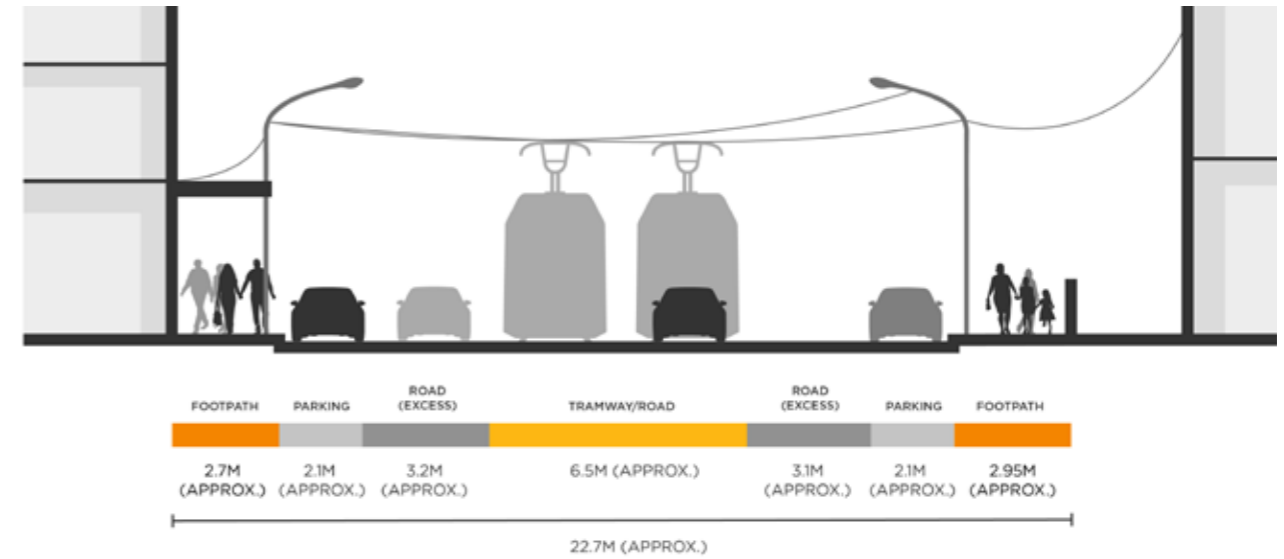 FOOTPATH
PARKING
ROAD
(EXCESS)
TRAMWAY/ROAD
ROAD
(EXCESS)
PARKING
FOOTPATH
2.7M
(APPROX.)
2.1M
(APPROX.)
3.2M
(APPROX.)
6.5M (APPROX.)
3.1M
(APPROX.)
2.1M
(APPROX.)
2.95M
(APPROX.)
22.7M (APPROX.)